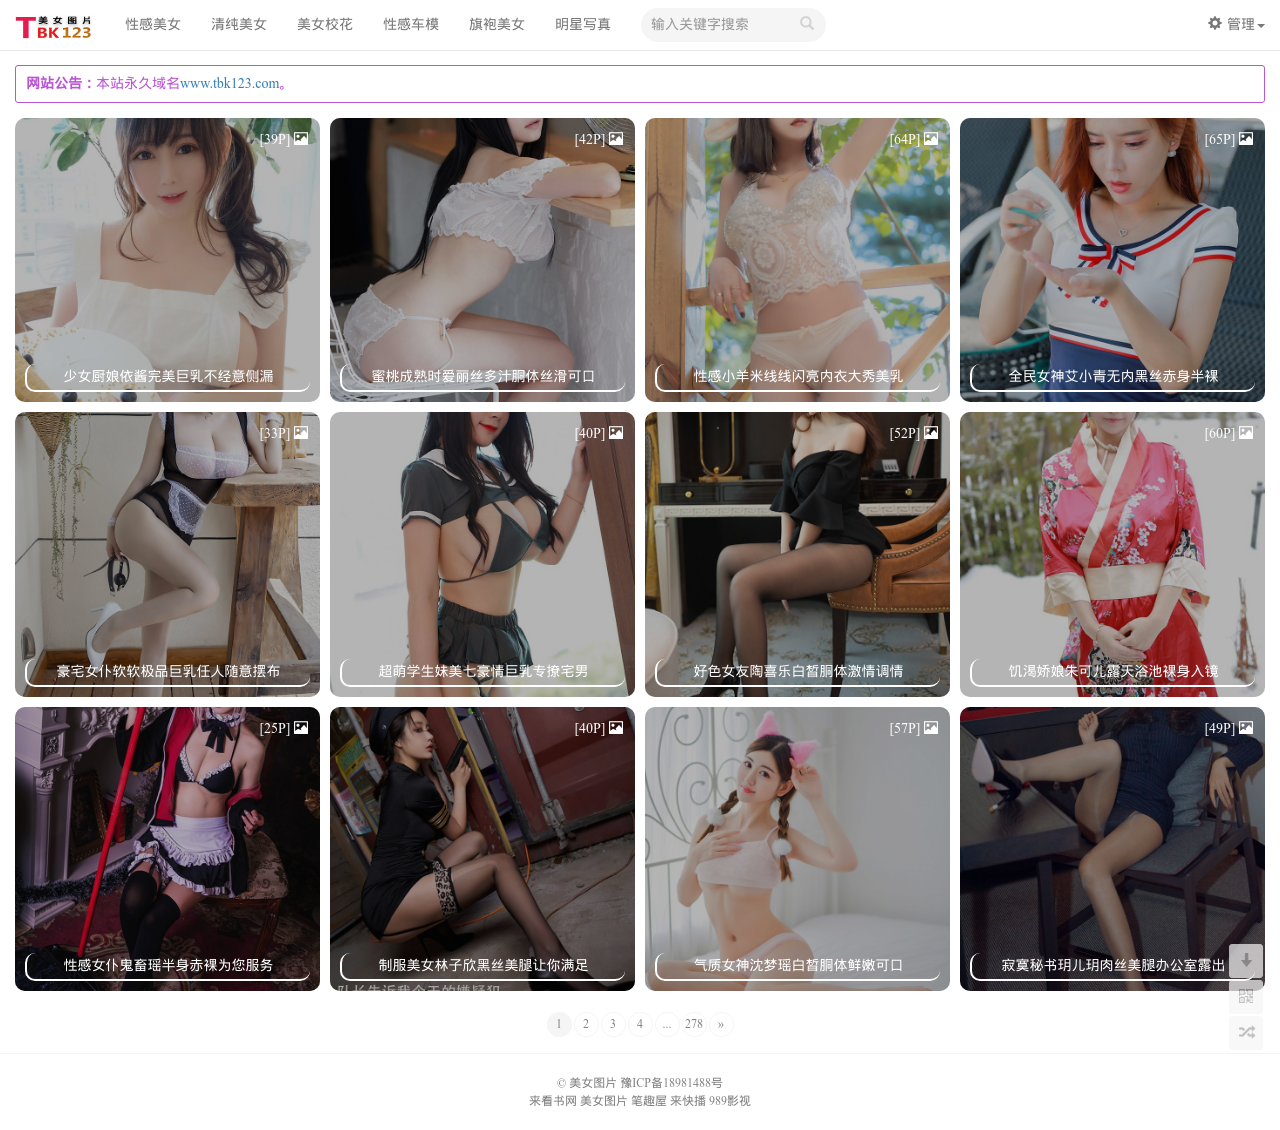 美女图片
TBK123
性感美女 清纯美女 美女校花 性感车模 旗袍美女 明星写真 输入关键字搜索 管理
网站公告：本站永久域名www.tbk123.com。
[39P] [42P] [64P] [65P]
少女厨娘依酱完美巨乳不经意侧漏 蜜桃成熟时爱丽丝多汁胴体丝滑可口 性感小羊米线线闪亮内衣大秀美乳 全民女神艾小青无内黑丝赤身半裸
[33P] [40P] [52P] [60P]
豪宅女仆软软极品巨乳任人随意摆布 超萌学生妹美七豪情巨乳专撩宅男 好色女友陶喜乐白皙胴体激情调情 饥渴娇娘朱可儿露天浴池裸身入镜
[25P] [40P] [57P] [49P]
性感女仆鬼畜瑶半身赤裸为您服务 制服美女林子欣黑丝美腿让你满足 气质女神沈梦瑶白皙胴体鲜嫩可口 寂寞秘书玥儿玥肉丝美腿办公室露出
1 2 3 4 ... 278 »
© 美女图片 豫ICP备18981488号
来看书网 美女图片 笔趣屋 来快播 989影视